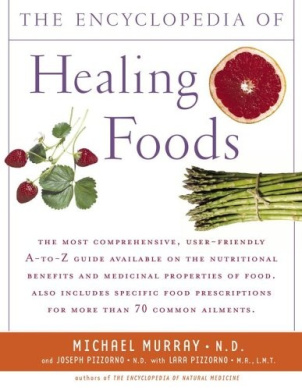 THE ENCYCLOPEDIA OF
Healing
Foods
THE MOST COMPREHENSIVE, USER-FRIENDLY
A-TO-Z GUIDE AVAILABLE ON THE NUTRITIONAL
BENEFITS AND MEDICINAL PROPERTIES OF FOOD.
ALSO INCLUDES SPECIFIC FOOD PRESCRIPTIONS
FOR MORE THAN 70 COMMON AILMENTS.
MICHAEL MURRAY • N.D.
and JOSEPH PIZZORNO • N.D. with LARA PIZZORNO • M.A., L.M.T.
authors of THE ENCYCLOPEDIA OF NATURAL MEDICINE